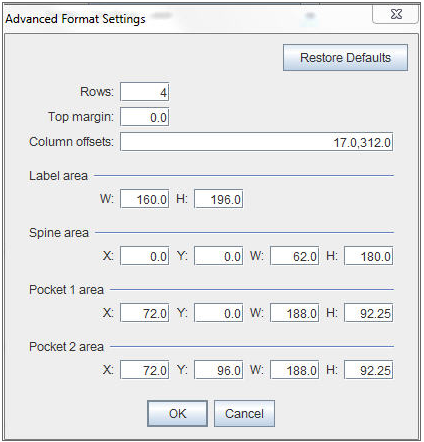 Advanced Format Settings
Restore Defaults
Rows: 4
Top margin: 0.0
Column offsets: 17.0,312.0
Label area
W: 160.0 H: 196.0
Spine area
X: 0.0 Y: 0.0 W: 62.0 H: 180.0
Pocket 1 area
X: 72.0 Y: 0.0 W: 188.0 H: 92.25
Pocket 2 area
X: 72.0 Y: 96.0 W: 188.0 H: 92.25
OK Cancel